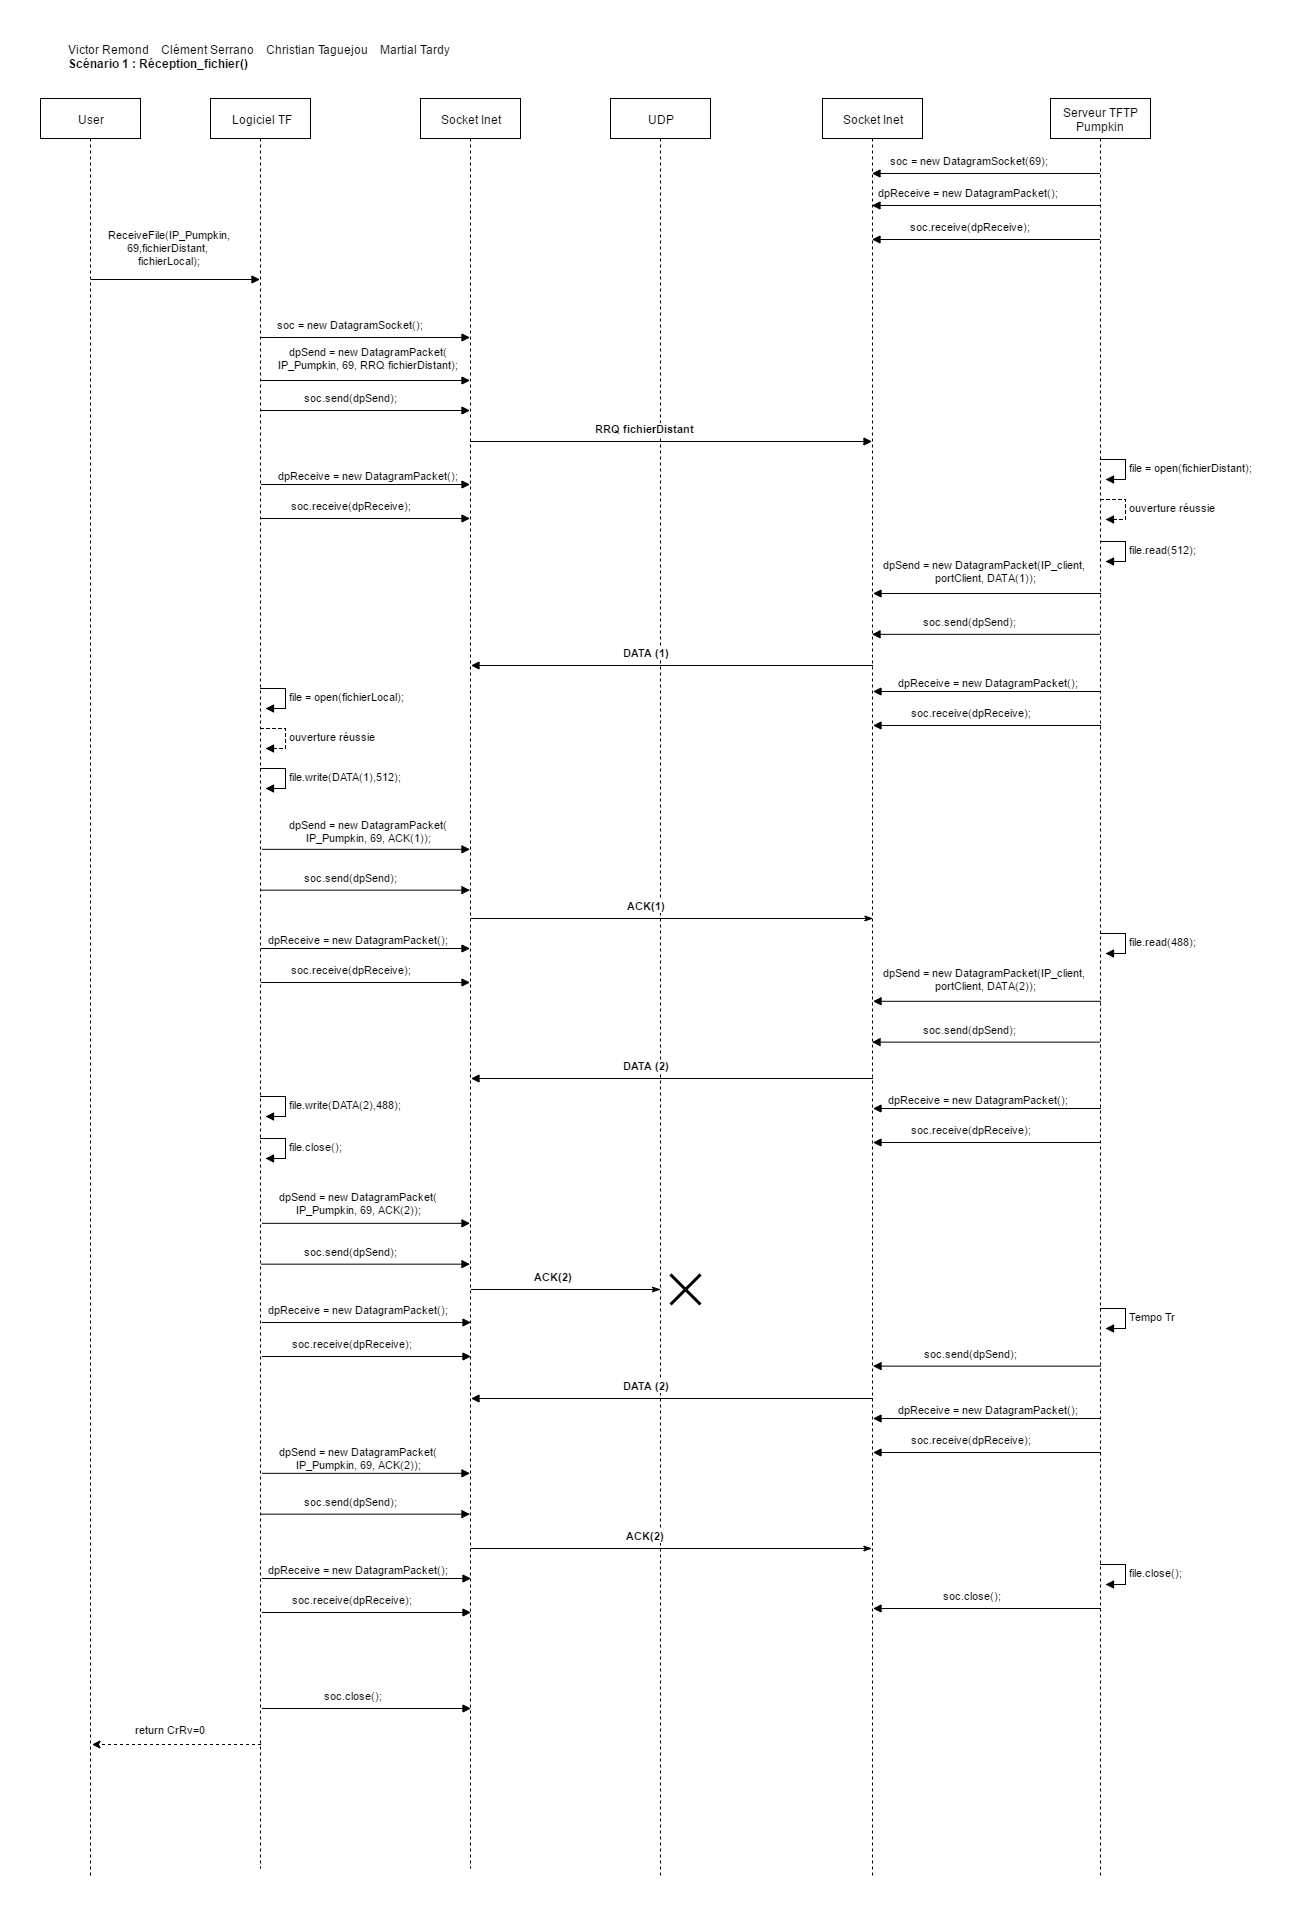 Victor Remond Clément Serrano Christian Taguejou Martial Tardy
Scénario 1 : Réception_fichier()
User
Logiciel TF
Socket Inet
UDP
Socket Inet
Serveur TFTP
Pumpkin
soc = new DatagramSocket(69);
dpReceive = new DatagramPacket();
soc.receive(dpReceive);
ReceiveFile(IP_Pumpkin,
69,fichierDistant,
fichierLocal);
soc = new DatagramSocket();
dpSend = new DatagramPacket(
IP_Pumpkin, 69, RRQ fichierDistant);
soc.send(dpSend);
RRQ fichierDistant
file = open(fichierDistant);
dpReceive = new DatagramPacket();
soc.receive(dpReceive);
ouverture réussie
file.read(512);
dpSend = new DatagramPacket(IP_client,
portClient, DATA(1));
soc.send(dpSend);
DATA (1)
dpReceive = new DatagramPacket();
file = open(fichierLocal);
soc.receive(dpReceive);
ouverture réussie
file.write(DATA(1),512);
dpSend = new DatagramPacket(
IP_Pumpkin, 69, ACK(1));
soc.send(dpSend);
ACK(1)
dpReceive = new DatagramPacket();
file.read(488);
soc.receive(dpReceive);
dpSend = new DatagramPacket(IP_client,
portClient, DATA(2));
soc.send(dpSend);
DATA (2)
dpReceive = new DatagramPacket();
file.write(DATA(2),488);
soc.receive(dpReceive);
file.close();
dpSend = new DatagramPacket(
IP_Pumpkin, 69, ACK(2));
soc.send(dpSend);
ACK(2)
dpReceive = new DatagramPacket();
Tempo Tr
soc.receive(dpReceive);
soc.send(dpSend);
DATA (2)
dpReceive = new DatagramPacket();
soc.receive(dpReceive);
dpSend = new DatagramPacket(
IP_Pumpkin, 69, ACK(2));
soc.send(dpSend);
ACK(2)
dpReceive = new DatagramPacket();
file.close();
soc.receive(dpReceive);
soc.close();
soc.close();
return CrRv=0